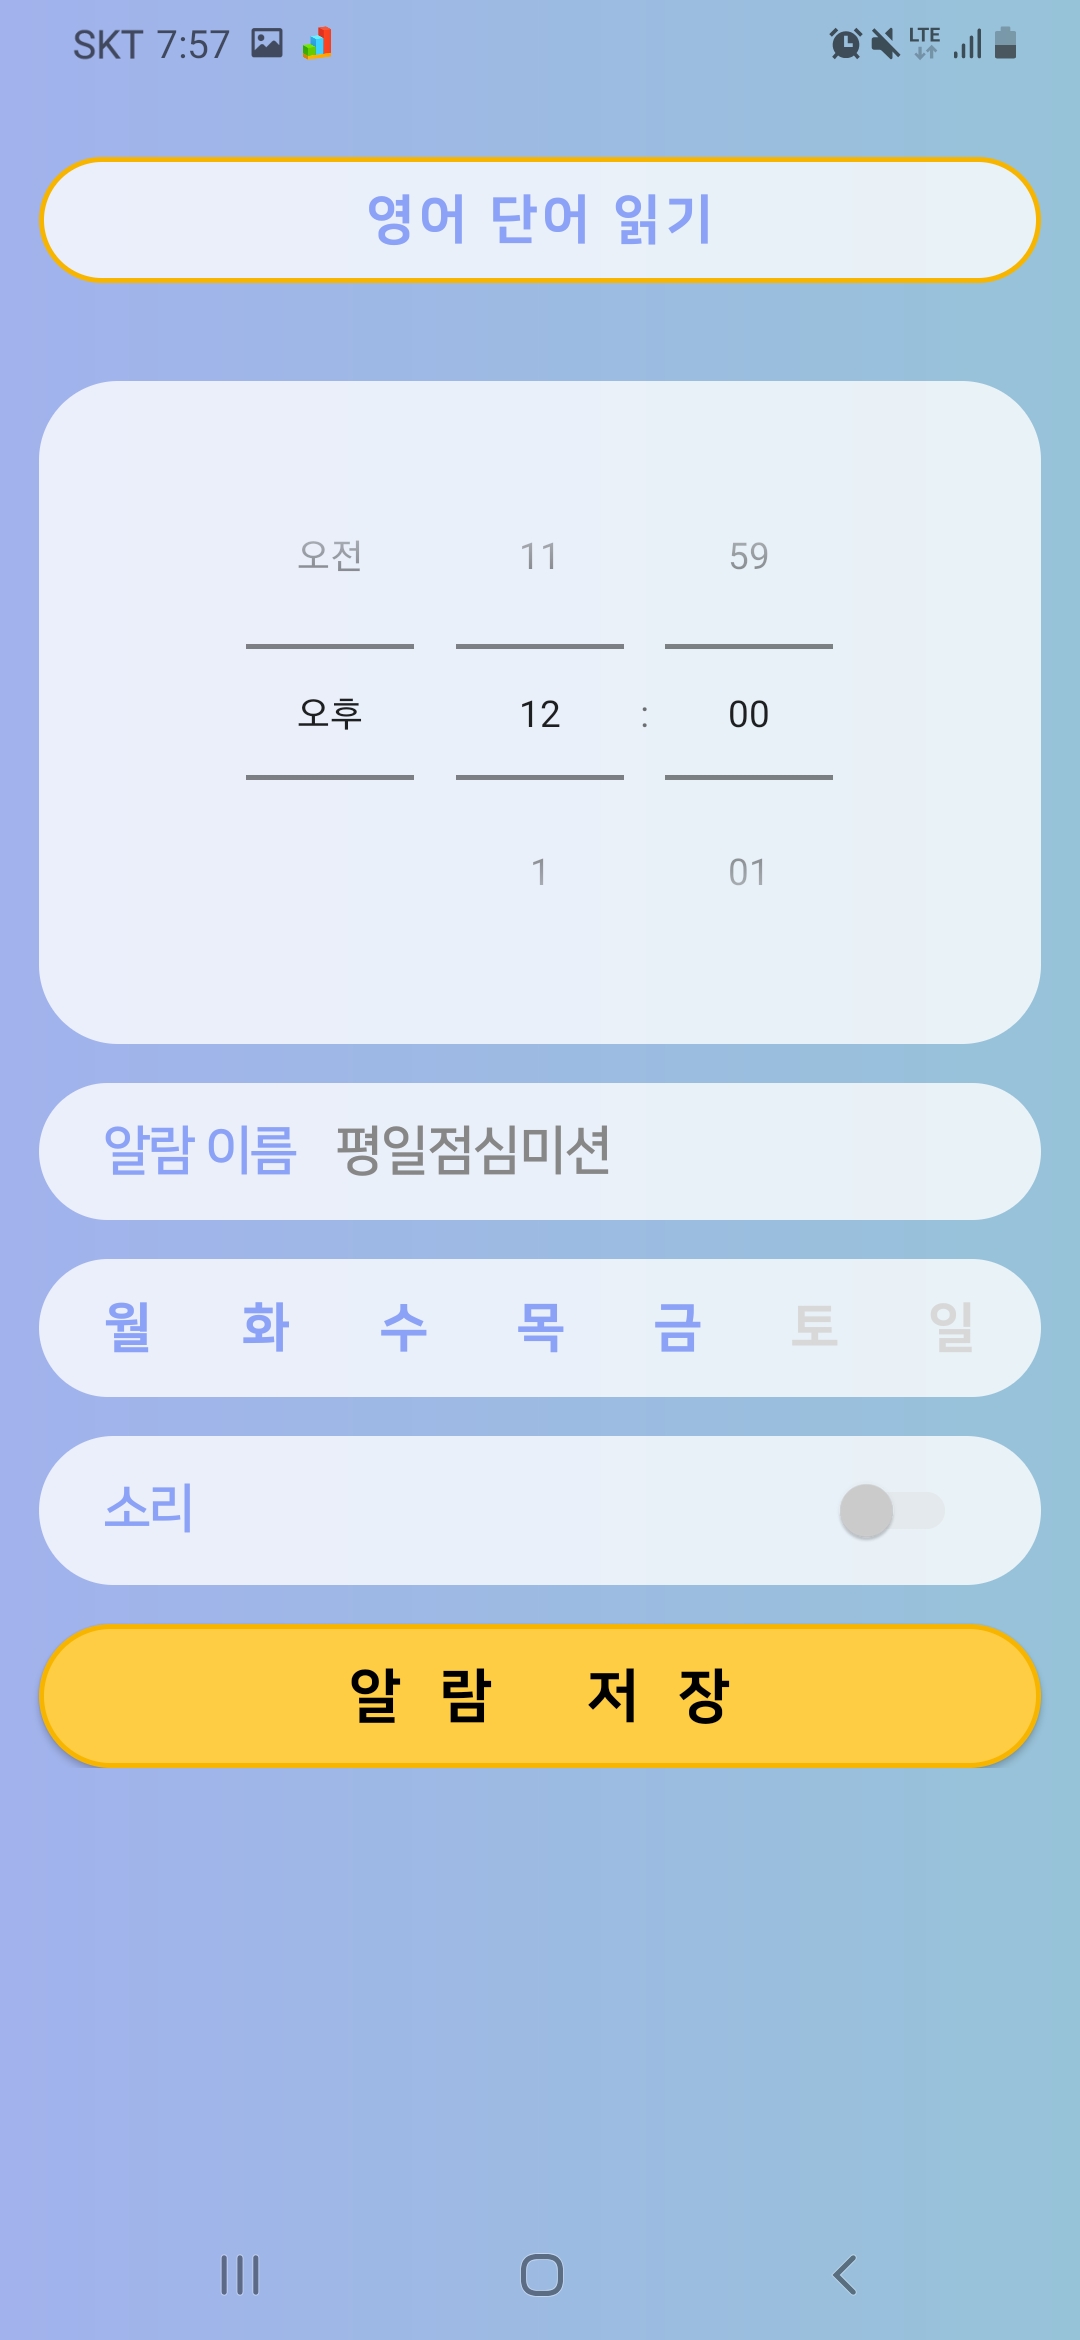 SKT 7:57 LTE
영어 단어 읽기
오전 11 59
오후 12 : 00
1 01
알람 이름 평일점심미션
월 화 수 목 금 토 일
소리
알 람 저 장